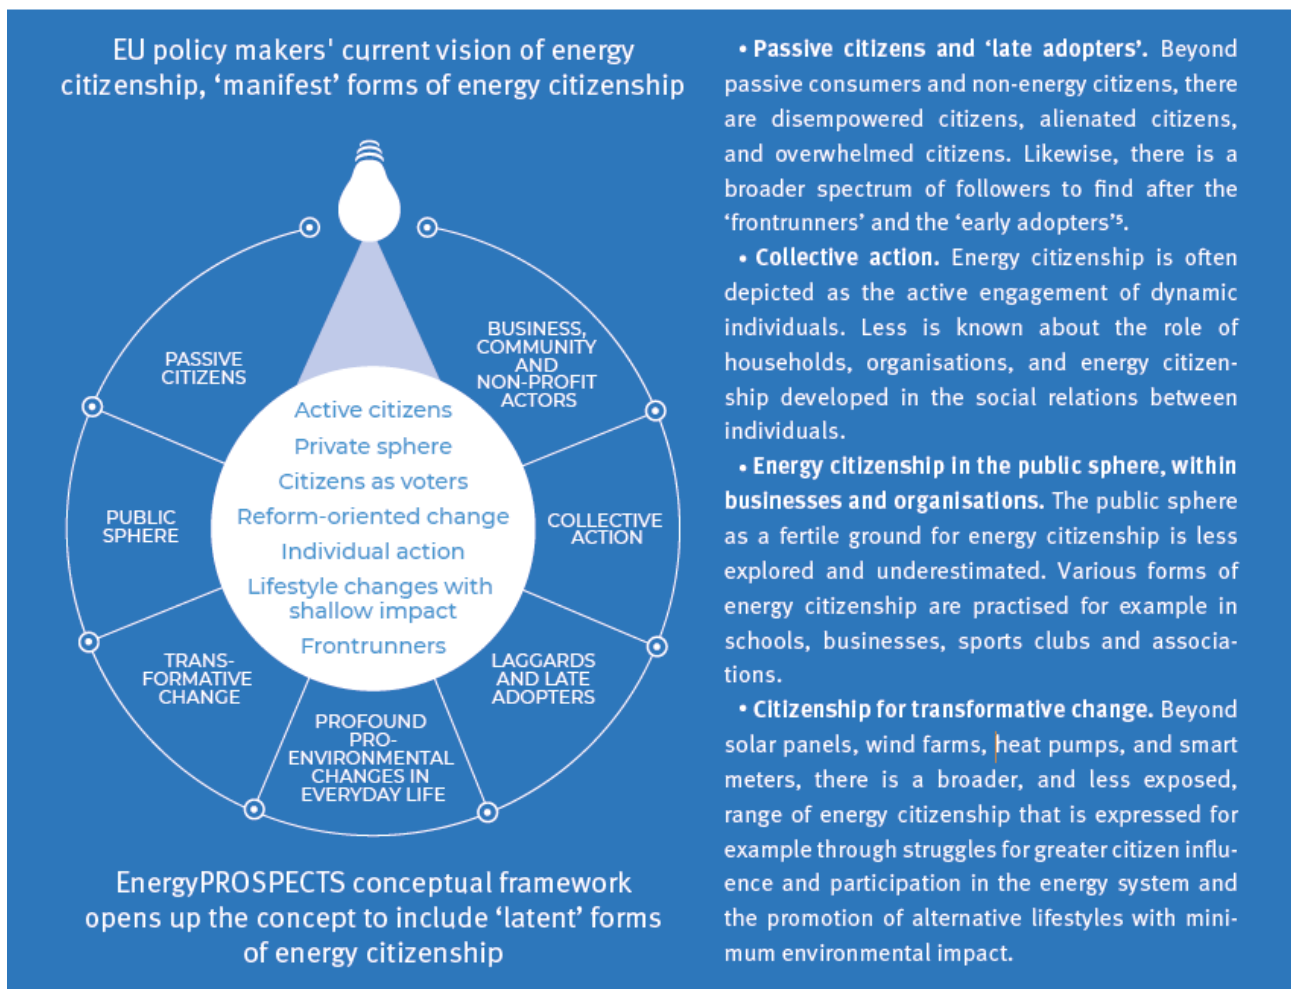 EU policy makers' current vision of energy
citizenship, ‘manifest’ forms of energy citizenship
PASSIVE
CITIZENS
BUSINESS,
COMMUNITY
AND
NON-PROFIT
ACTORS
PUBLIC
SPHERE
Active citizens
Private sphere
Citizens as voters
Reform-oriented change
Individual action
Lifestyle changes with
shallow impact
Frontrunners
COLLECTIVE
ACTION
TRANS-
FORMATIVE
CHANGE
PROFOUND
PRO-
ENVIRONMENTAL
CHANGES IN
EVERYDAY LIFE
LAGGARDS
AND LATE
ADOPTERS
EnergyPROSPECTS conceptual framework
opens up the concept to include ‘latent’ forms
of energy citizenship
• Passive citizens and ‘late adopters’. Beyond
passive consumers and non-energy citizens, there
are disempowered citizens, alienated citizens,
and overwhelmed citizens. Likewise, there is a
broader spectrum of followers to find after the
‘frontrunners’ and the ‘early adopters’⁵.
• Collective action. Energy citizenship is often
depicted as the active engagement of dynamic
individuals. Less is known about the role of
households, organisations, and energy citizen-
ship developed in the social relations between
individuals.
• Energy citizenship in the public sphere, within
businesses and organisations. The public sphere
as a fertile ground for energy citizenship is less
explored and underestimated. Various forms of
energy citizenship are practised for example in
schools, businesses, sports clubs and associa-
tions.
• Citizenship for transformative change. Beyond
solar panels, wind farms, heat pumps, and smart
meters, there is a broader, and less exposed,
range of energy citizenship that is expressed for
example through struggles for greater citizen influ-
ence and participation in the energy system and
the promotion of alternative lifestyles with mini-
mum environmental impact.